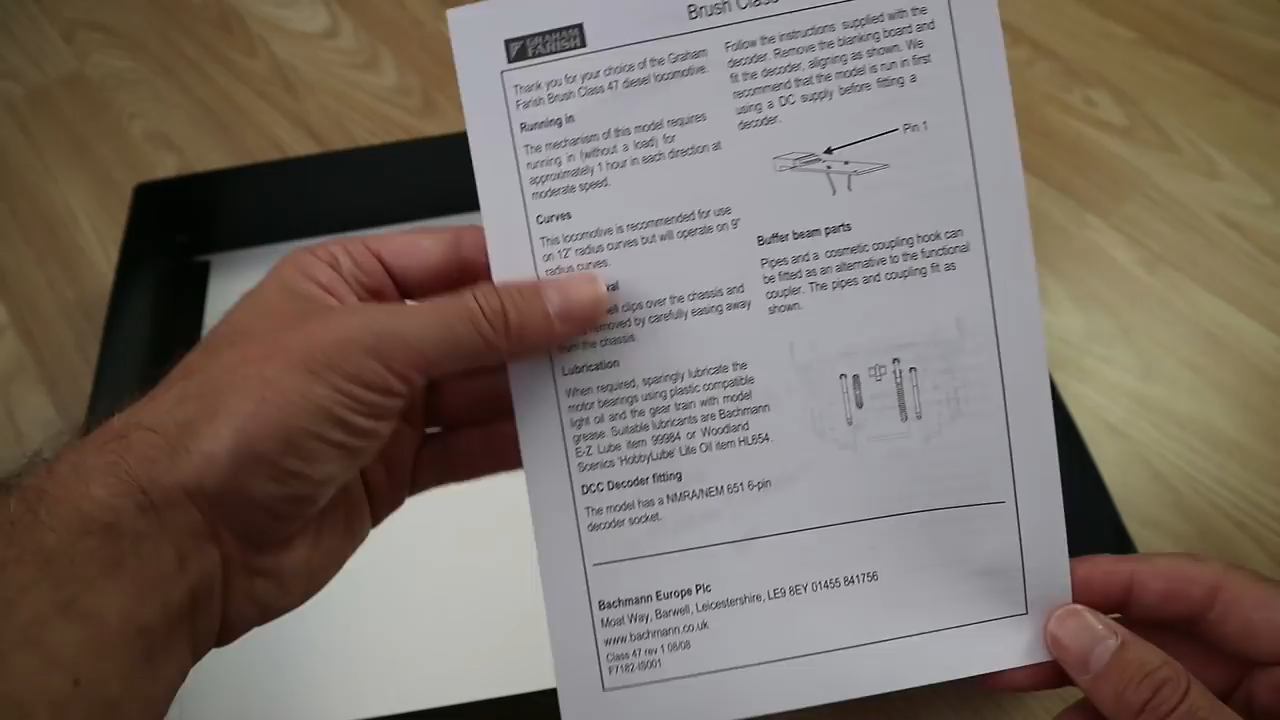 GRAHAM
FARISH
Brush Class
Thank you for your choice of the Graham
Farish Brush Class 47 diesel locomotive.
Running in
The mechanism of this model requires
running in (without a load) for
approximately 1 hour in each direction at
moderate speed.
Curves
This locomotive is recommended for use
on 12" radius curves but will operate on 9"
radius curves.
clips over the chassis and
removed by carefully easing away
from the chassis.
Lubrication
When required, sparingly lubricate the
motor bearings using plastic compatible
light oil and the gear train with model
grease. Suitable lubricants are Bachmann
E-Z Lube item 99984 or Woodland
Scenics 'HobbyLube' Lite Oil item HL654.
DCC Decoder fitting
The model has a NMRA/NEM 651 6-pin
decoder socket.
Follow the instructions supplied with the
decoder. Remove the blanking board and
fit the decoder, aligning as shown. We
recommend that the model is run in first
using a DC supply before fitting a
decoder.
Pin 1
Buffer beam parts
Pipes and a cosmetic coupling hook can
be fitted as an alternative to the functional
coupler. The pipes and coupling fit as
shown.
Bachmann Europe Plc
Moat Way, Barwell, Leicestershire, LE9 8EY 01455 841756
www.bachmann.co.uk
Class 47 rev 1 08/08
F7182-IS001